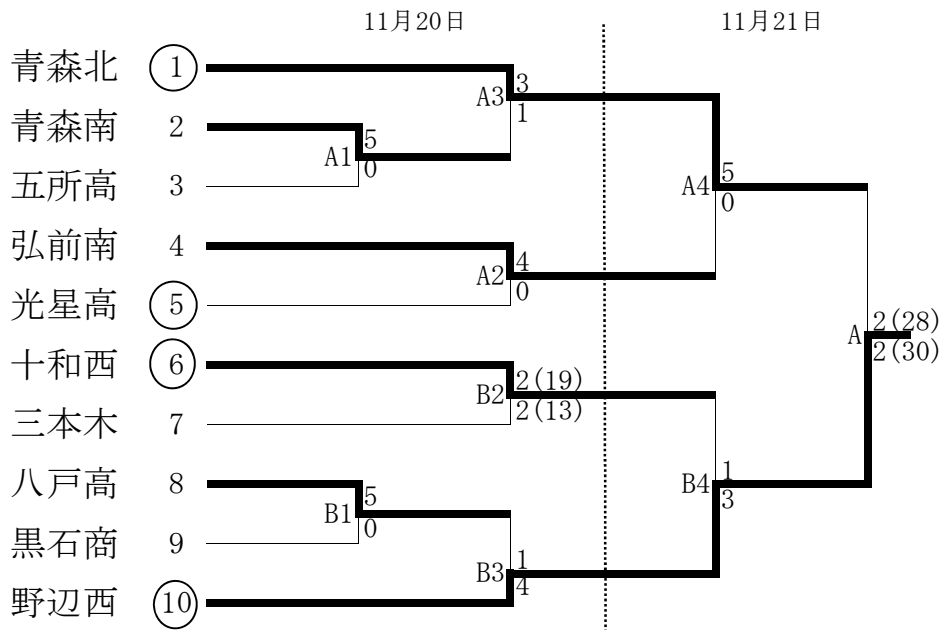 11月20日 11月21日
青森北 1
A3 3
1
青森南 2
A1 5
0
五所高 3
A4 5
0
弘前南 4
A2 4
0
光星高 5
A 2(28)
2(30)
十和西 6
B2 2(19)
2(13)
三本木 7
八戸高 8
B4 1
3
B1 5
0
黒石商 9
B3 1
4
野辺西 10